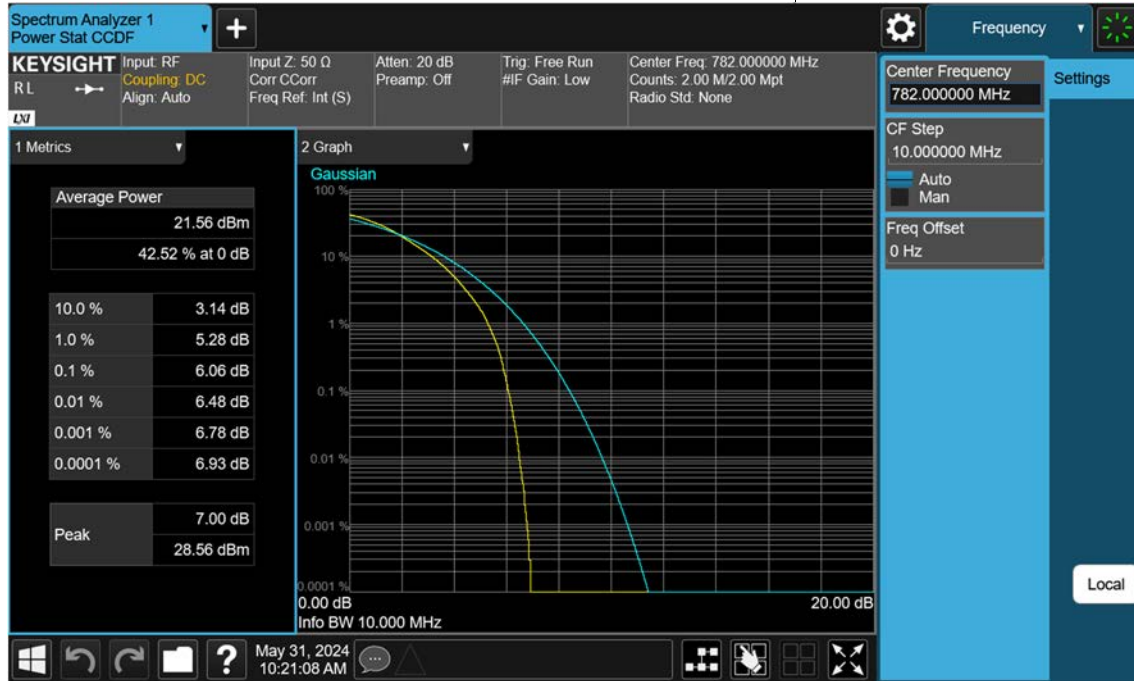 Spectrum Analyzer 1
Power Stat CCDF
+
Frequency
KEYSIGHT
RL
LXI
Input: RF
Coupling: DC
Align: Auto
Input Z: 50 Ω
Corr CCorr
Freq Ref: Int (S)
Atten: 20 dB
Preamp: Off
Trig: Free Run
#IF Gain: Low
Center Freq: 782.000000 MHz
Counts: 2.00 M/2.00 Mpt
Radio Std: None
Center Frequency
782.000000 MHz
Settings
CF Step
10.000000 MHz
Auto
Man
Freq Offset
0 Hz
1 Metrics
Average Power
21.56 dBm
42.52 % at 0 dB
10.0 % 3.14 dB
1.0 % 5.28 dB
0.1 % 6.06 dB
0.01 % 6.48 dB
0.001 % 6.78 dB
0.0001 % 6.93 dB
Peak
7.00 dB
28.56 dBm
2 Graph
Gaussian
100 %
10 %
1 %
0.1 %
0.01 %
0.001 %
0.0001 %
0.00 dB 20.00 dB
Info BW 10.000 MHz
Local
?
May 31, 2024
10:21:08 AM